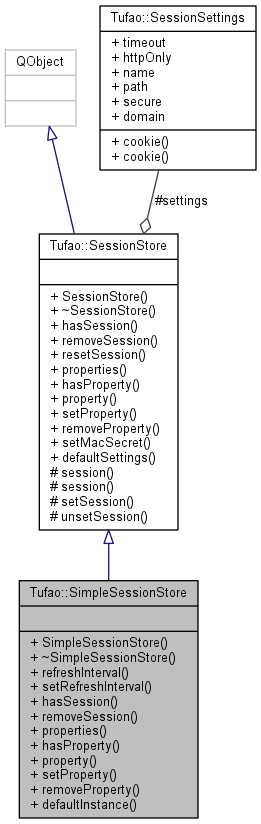 Tufao::SessionSettings
+ timeout
+ httpOnly
+ name
+ path
+ secure
+ domain
+ cookie()
+ cookie()
QObject
#settings
Tufao::SessionStore
+ SessionStore()
+ ~SessionStore()
+ hasSession()
+ removeSession()
+ resetSession()
+ properties()
+ hasProperty()
+ property()
+ setProperty()
+ removeProperty()
+ setMacSecret()
+ defaultSettings()
# session()
# session()
# setSession()
# unsetSession()
Tufao::SimpleSessionStore
+ SimpleSessionStore()
+ ~SimpleSessionStore()
+ refreshInterval()
+ setRefreshInterval()
+ hasSession()
+ removeSession()
+ properties()
+ hasProperty()
+ property()
+ setProperty()
+ removeProperty()
+ defaultInstance()